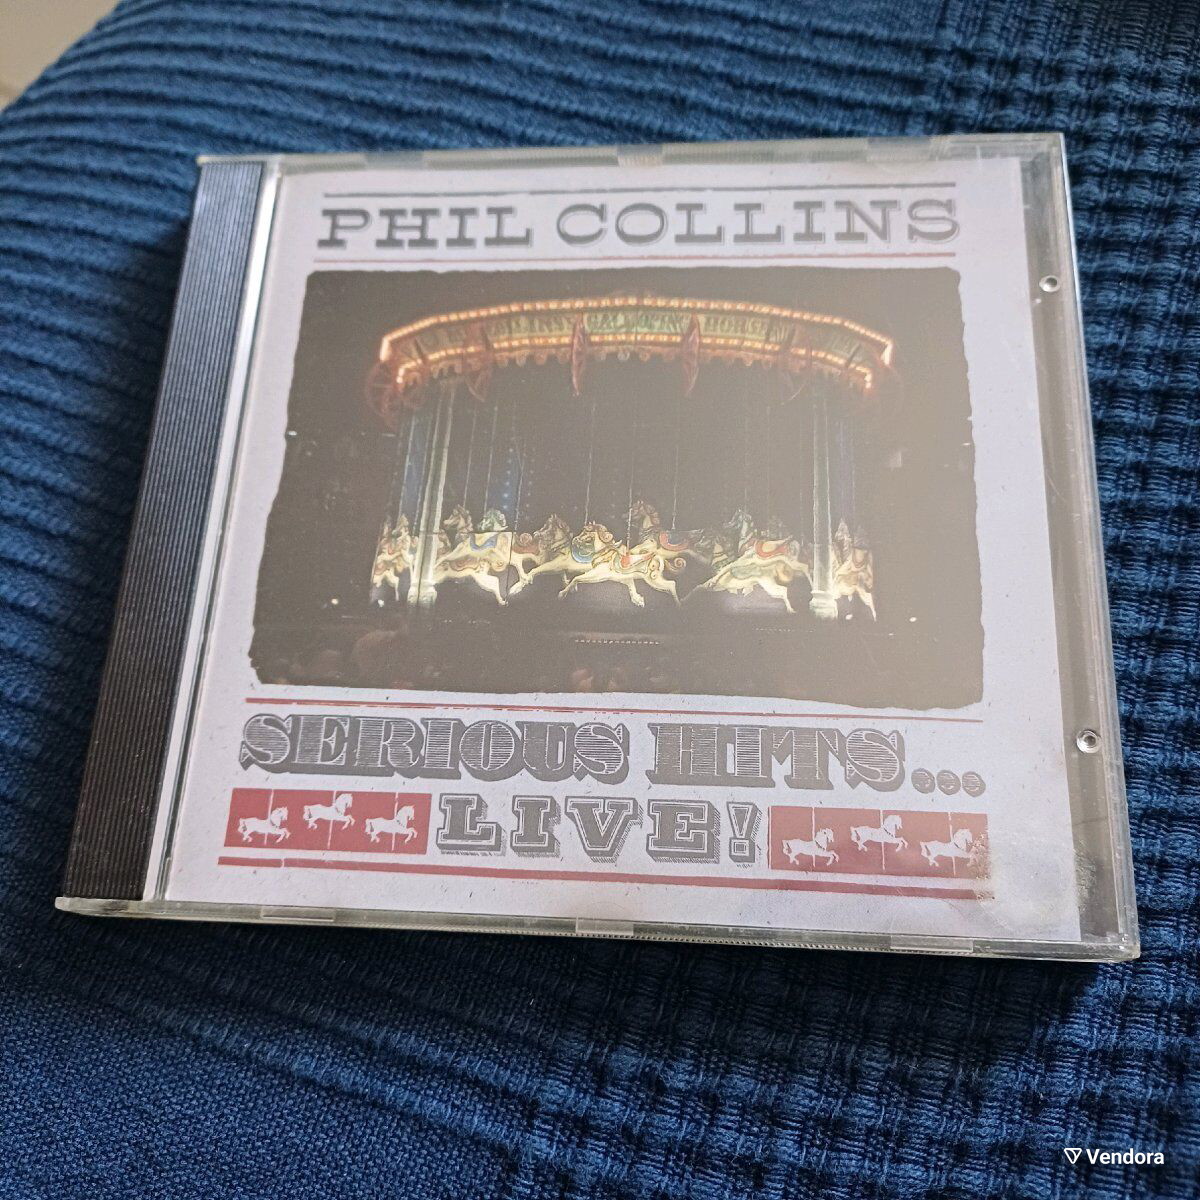 PHIL COLLINS
SERIOUS HITS...
LIVE!
Vendora